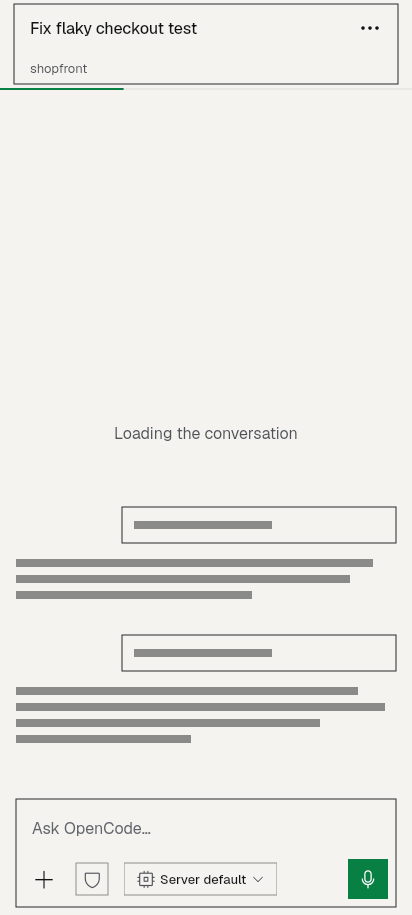 Fix flaky checkout test
shopfront
Loading the conversation
Ask OpenCode...
Server default